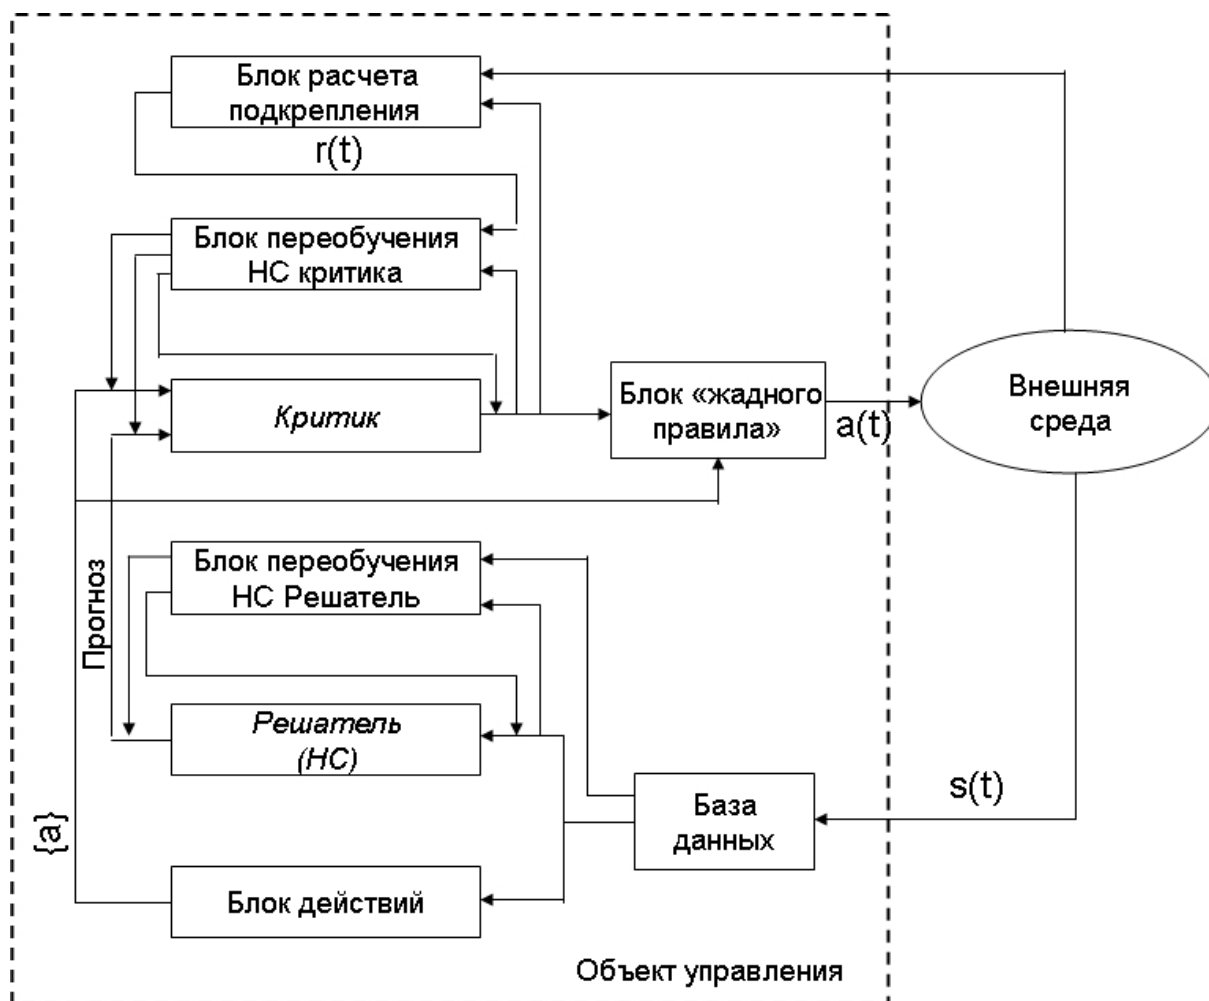 Блок расчета
подкрепления
r(t)
Блок переобучения
НС критика
Критик
Блок «жадного
правила»
a(t)
Внешняя
среда
Прогноз
Блок переобучения
НС Решатель
Решатель
(НС)
База
данных
s(t)
{a}
Блок действий
Объект управления